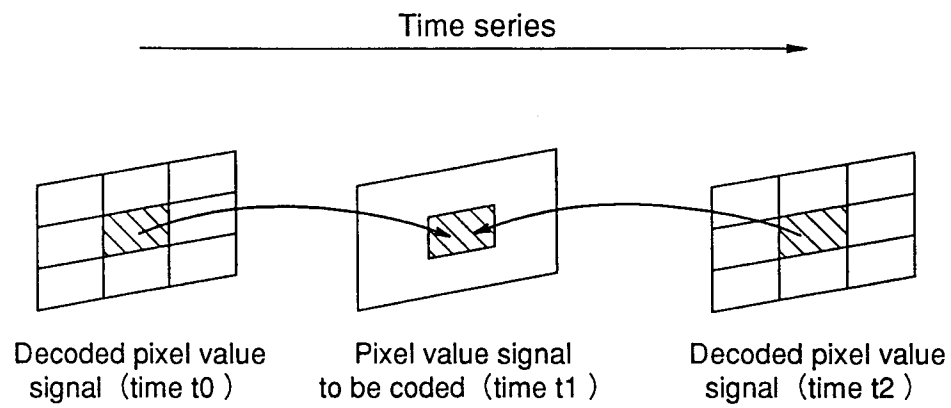 Time series
Decoded pixel value
signal (time t0 )
Pixel value signal
to be coded (time t1 )
Decoded pixel value
signal (time t2 )